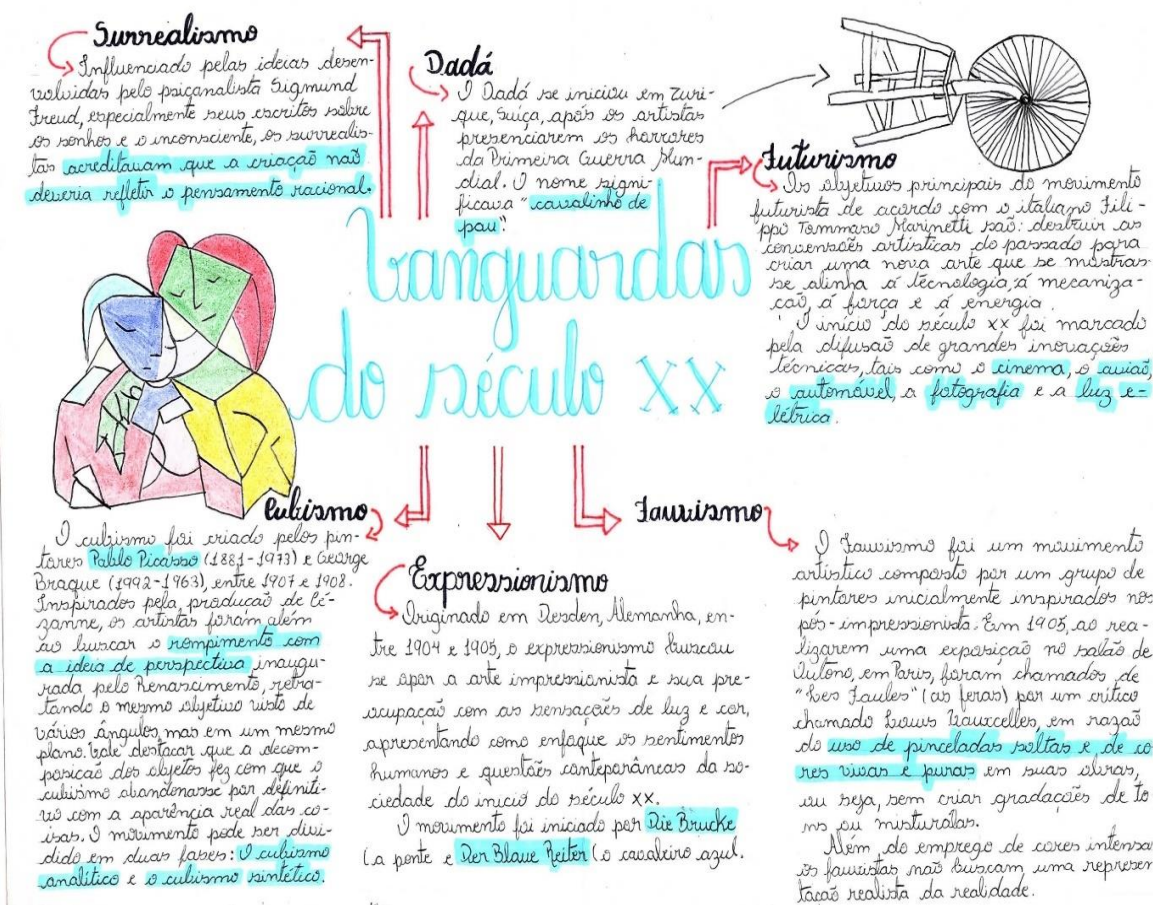 Surrealismo
Influenciado pelas ideias desen-
volvidas pelo psicanalista Sigmund
Freud, especialmente seus escritos sobre
os sonhos e o inconsciente, os surrealis-
tas acreditavam que a criação não
deveria refletir o pensamento racional.
Dadá
O Dadá se iniciou em Zuri-
que, Suíça, após os artistas
presenciarem os horrores
da Primeira Guerra Mun-
dial. O nome signi-
ficava "cavalinho de
pau".
Futurismo
Os objetivos principais do movimento
futurista de acordo com o italiano Fili-
ppo Tommaso Marinetti são: destruir as
convensões artísticas do passado para
criar uma nova arte que se mostras-
se alinha á tecnologia, á mecaniza-
ção, á força e á energia.
O início do século xx foi marcado
pela difusão de grandes inovações
técnicas, tais como o cinema, o avião,
o automóvel, a fotografia e a luz e-
létrica.
Vanguardas
do século XX
Cubismo
O cubismo foi criado pelos pin-
tores Pablo Picasso (1881-1973) e George
Braque (1992-1963), entre 1907 e 1908.
Inspirados pela produção de Cé-
zanne, os artistas foram além
ao buscar o rompimento com
a ideia de perspectiva inaugu-
rada pelo Renascimento, retra-
tando o mesmo objetivo visto de
vários ângulos, mas em um mesmo
plano. Vale destacar que a decom-
posicão dos objetos fez com que o
cubismo abandonasse por definiti-
vo com a aparência real das co-
isas. O movimento pode ser divi-
dido em duas fases: O cubismo
analítico e o cubismo sintético.
Expressionismo
Originado em Desden, Alemanha, en-
tre 1904 e 1905, o expressionismo buscou
se opor a arte impressionista e sua pre-
ocupação com as sensações de luz e cor,
apresentando como enfoque os sentimentos
humanos e questões conteporâneas da so-
ciedade do inicio do século xx.
O movimento foi iniciado por Die Brucke
(a ponte e Der Blaue Reiter (o cavaleiro azul.
Fauvismo
O Fauvismo foi um movimento
artístico composto por um grupo de
pintores inicialmente inspirados nos
pós-impressionista. Em 1905, ao rea-
lizarem uma exposição no salão de
Outono, em Paris, foram chamados de
"Les Faules" (as feras) por um crítico
chamado Louis Vauxcelles, em razão
do uso de pinceladas soltas e de co
res vivas e puras em suas obras,
ou seja, sem criar gradações de to
ns ou misturálas.
Além do emprego de cores intensa
os fauvistas não buscam uma represen
tacão realista da realidade.